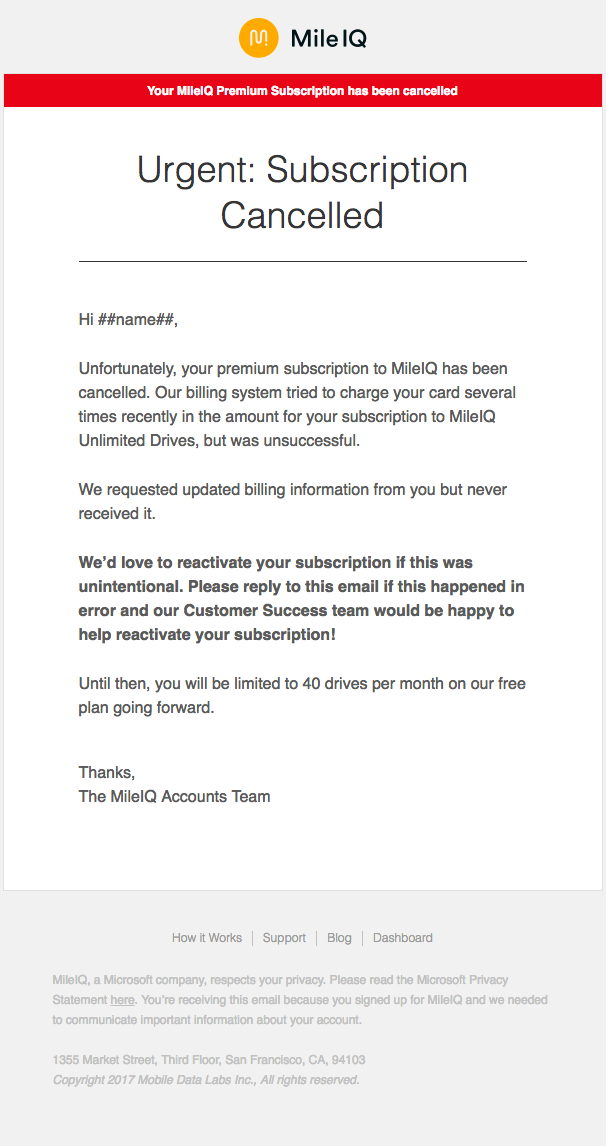 MileIQ
Your MileIQ Premium Subscription has been cancelled
Urgent: Subscription
Cancelled
Hi ##name##,
Unfortunately, your premium subscription to MileIQ has been
cancelled. Our billing system tried to charge your card several
times recently in the amount for your subscription to MileIQ
Unlimited Drives, but was unsuccessful.
We requested updated billing information from you but never
received it.
We’d love to reactivate your subscription if this was
unintentional. Please reply to this email if this happened in
error and our Customer Success team would be happy to
help reactivate your subscription!
Until then, you will be limited to 40 drives per month on our free
plan going forward.
Thanks,
The MileIQ Accounts Team
How it Works | Support | Blog | Dashboard
MileIQ, a Microsoft company, respects your privacy. Please read the Microsoft Privacy
Statement here. You’re receiving this email because you signed up for MileIQ and we needed
to communicate important information about your account.
1355 Market Street, Third Floor, San Francisco, CA, 94103
Copyright 2017 Mobile Data Labs Inc., All rights reserved.